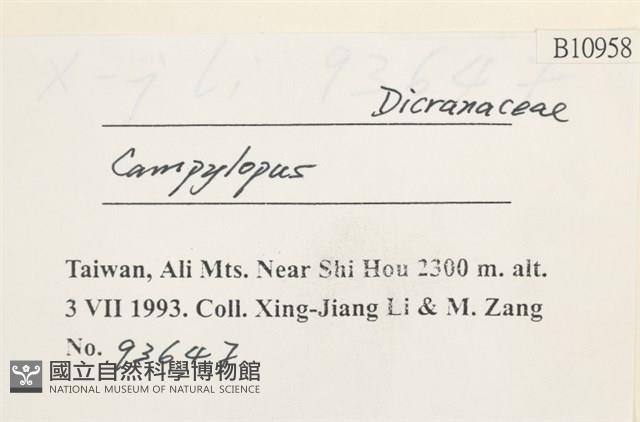 B10958
X-j Li 93647
Dicranaceae
Campylopus
Taiwan, Ali Mts. Near Shi Hou 2300 m. alt.
3 VII 1993. Coll. Xing-Jiang Li & M. Zang
No. 93647
國立自然科學博物館
NATIONAL MUSEUM OF NATURAL SCIENCE